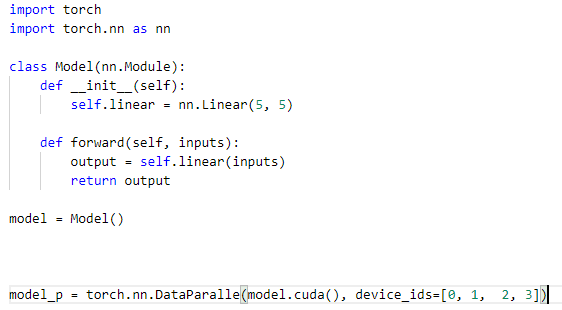 import torch
import torch.nn as nn
class Model(nn.Module):
    def __init__(self):
        self.linear = nn.Linear(5, 5)
    def forward(self, inputs):
        output = self.linear(inputs)
        return output
model = Model()
model_p = torch.nn.DataParalle(model.cuda(), device_ids=[0, 1,  2, 3])